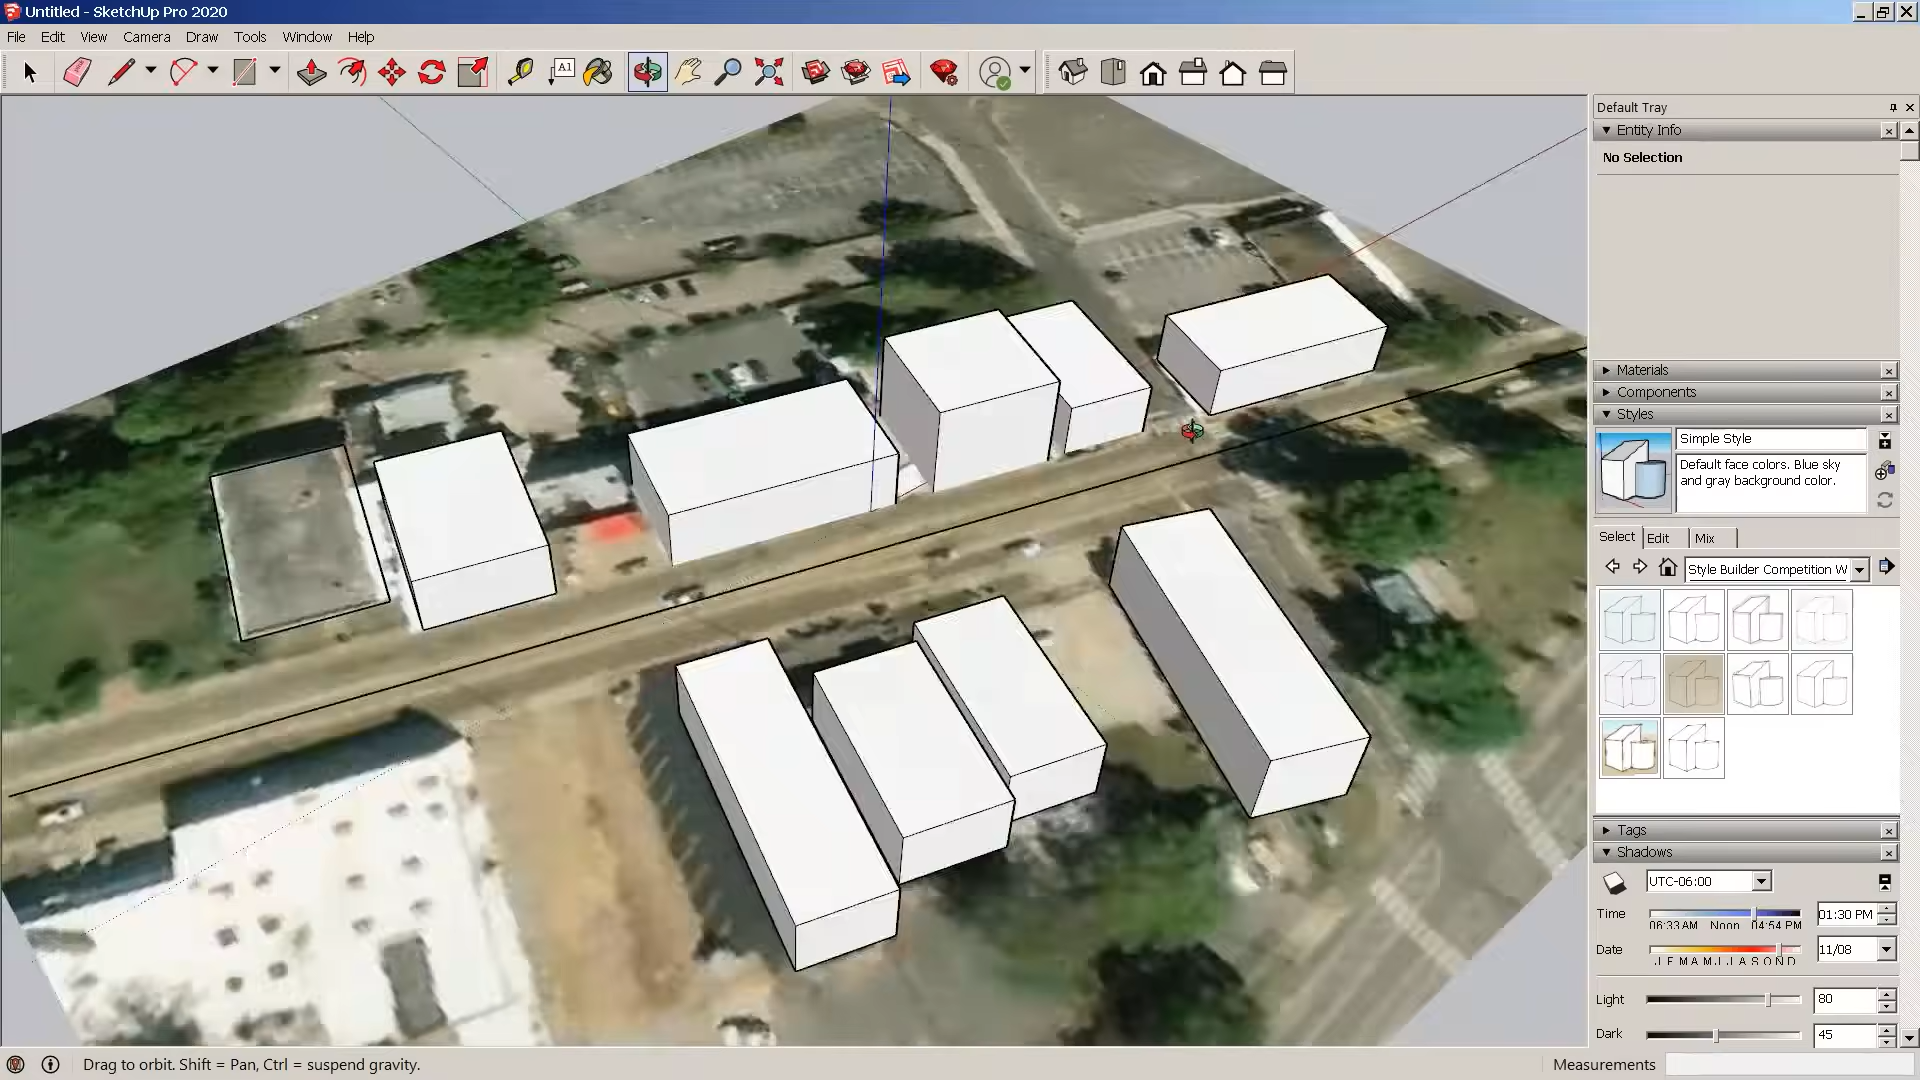 Untitled - SketchUp Pro 2020
File Edit View Camera Draw Tools Window Help
A1
Default Tray
Entity Info
No Selection
Materials
Components
Styles
Simple Style
Default face colors. Blue sky
and gray background color.
Select Edit Mix
Style Builder Competition W
Tags
Shadows
UTC-06:00
Time 06:33 AM Noon 04:54 PM 01:30 PM
Date J F M A M J J A S O N D 11/08
Light 80
Dark 45
Drag to orbit. Shift = Pan, Ctrl = suspend gravity.
Measurements